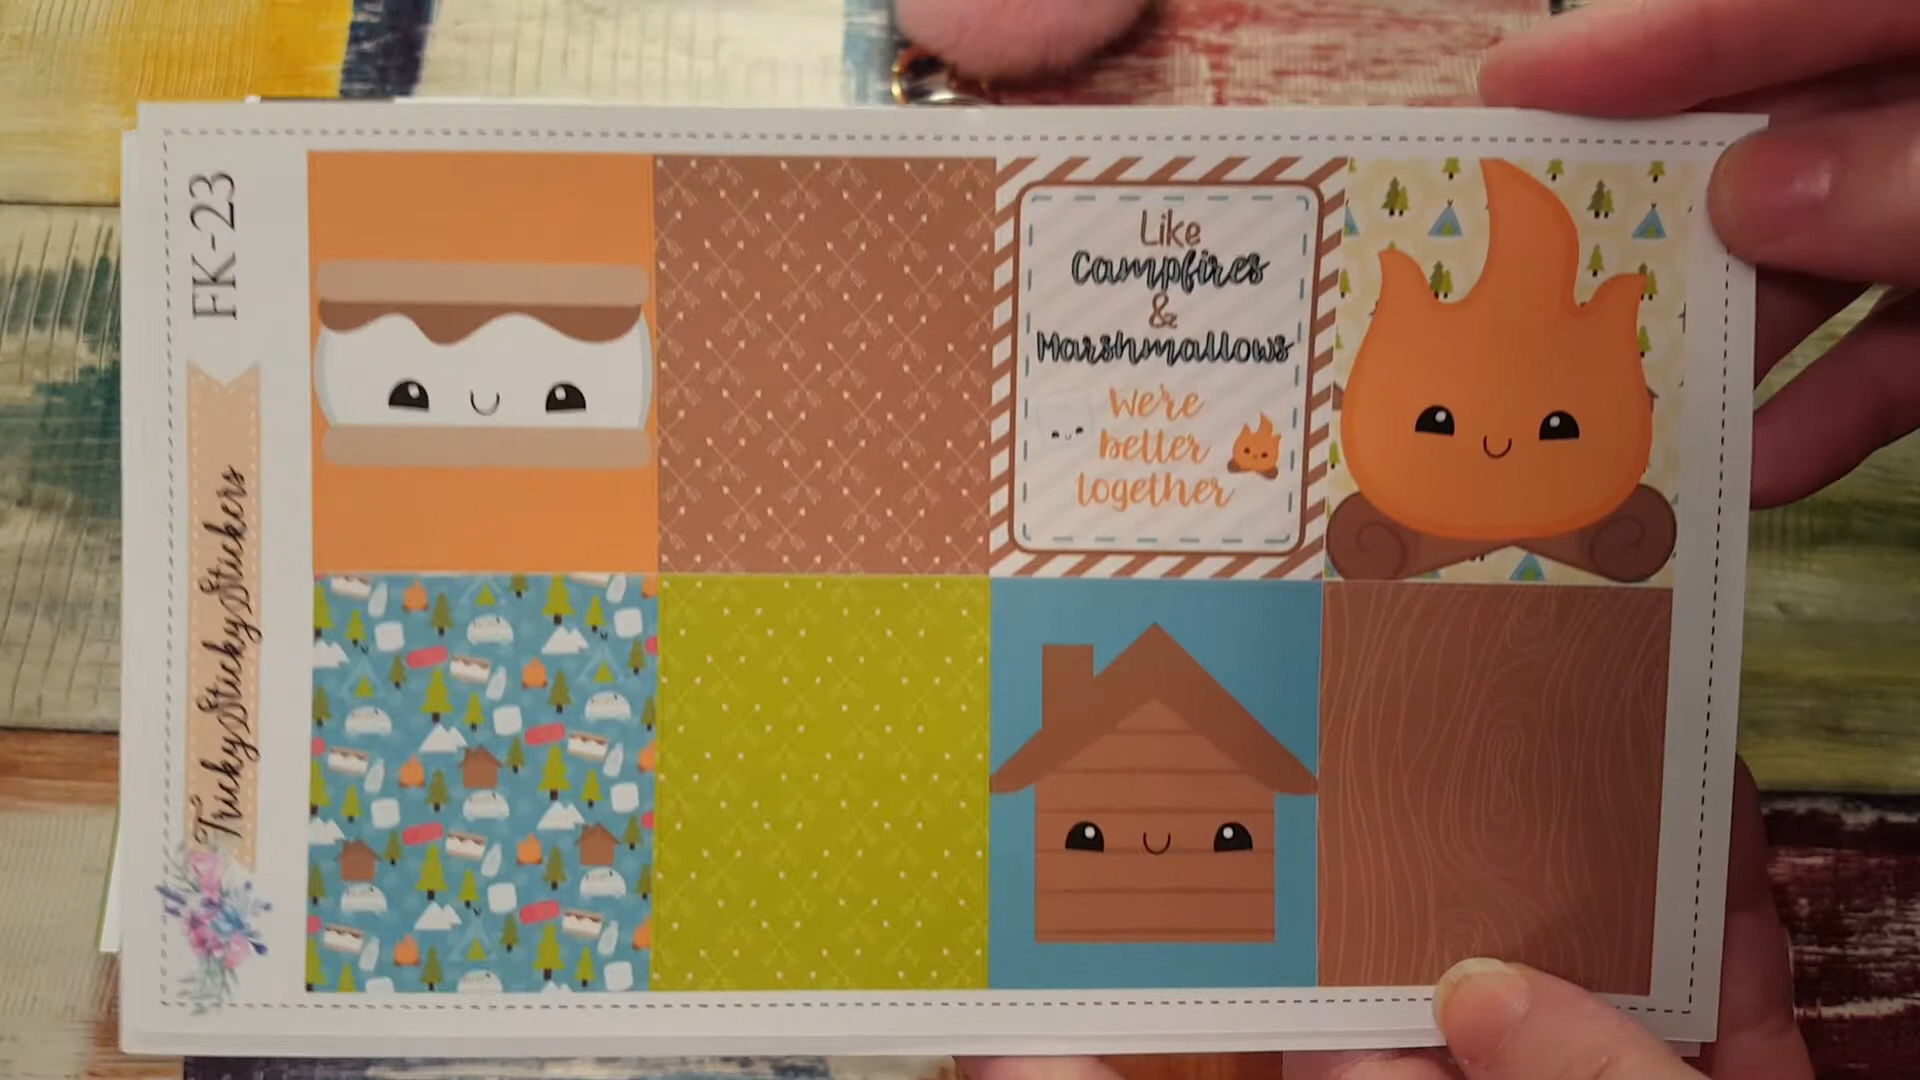 FK-23
TrickyStickyStickers
Like
Campfires
&
Marshmallows
We're
better
together